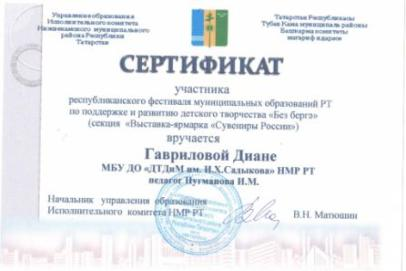 Управление образования
Исполнительного комитета
Нижнекамского муниципального
района Республики
Татарстан
Татарстан Республикасы
Түбән Кама муниципаль районы
Башкарма комитеты
мәгариф идарәсе
СЕРТИФИКАТ
участника
республиканского фестиваля муниципальных образований РТ
по поддержке и развитию детского творчества «Без бергә»
(секция «Выставка-ярмарка «Сувениры России»)
вручается
Гавриловой Диане
МБУ ДО «ДТДиМ им. И.Х.Садыкова» НМР РТ
педагог Нугманова И.М.
Начальник управления образования
Исполнительного комитета НМР РТ
В.Н. Матюшин